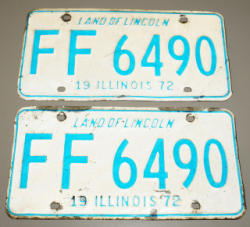 LAND OF LINCOLN
FF 6490
19 ILLINOIS 72
LAND OF LINCOLN
FF 6490
19 ILLINOIS 72